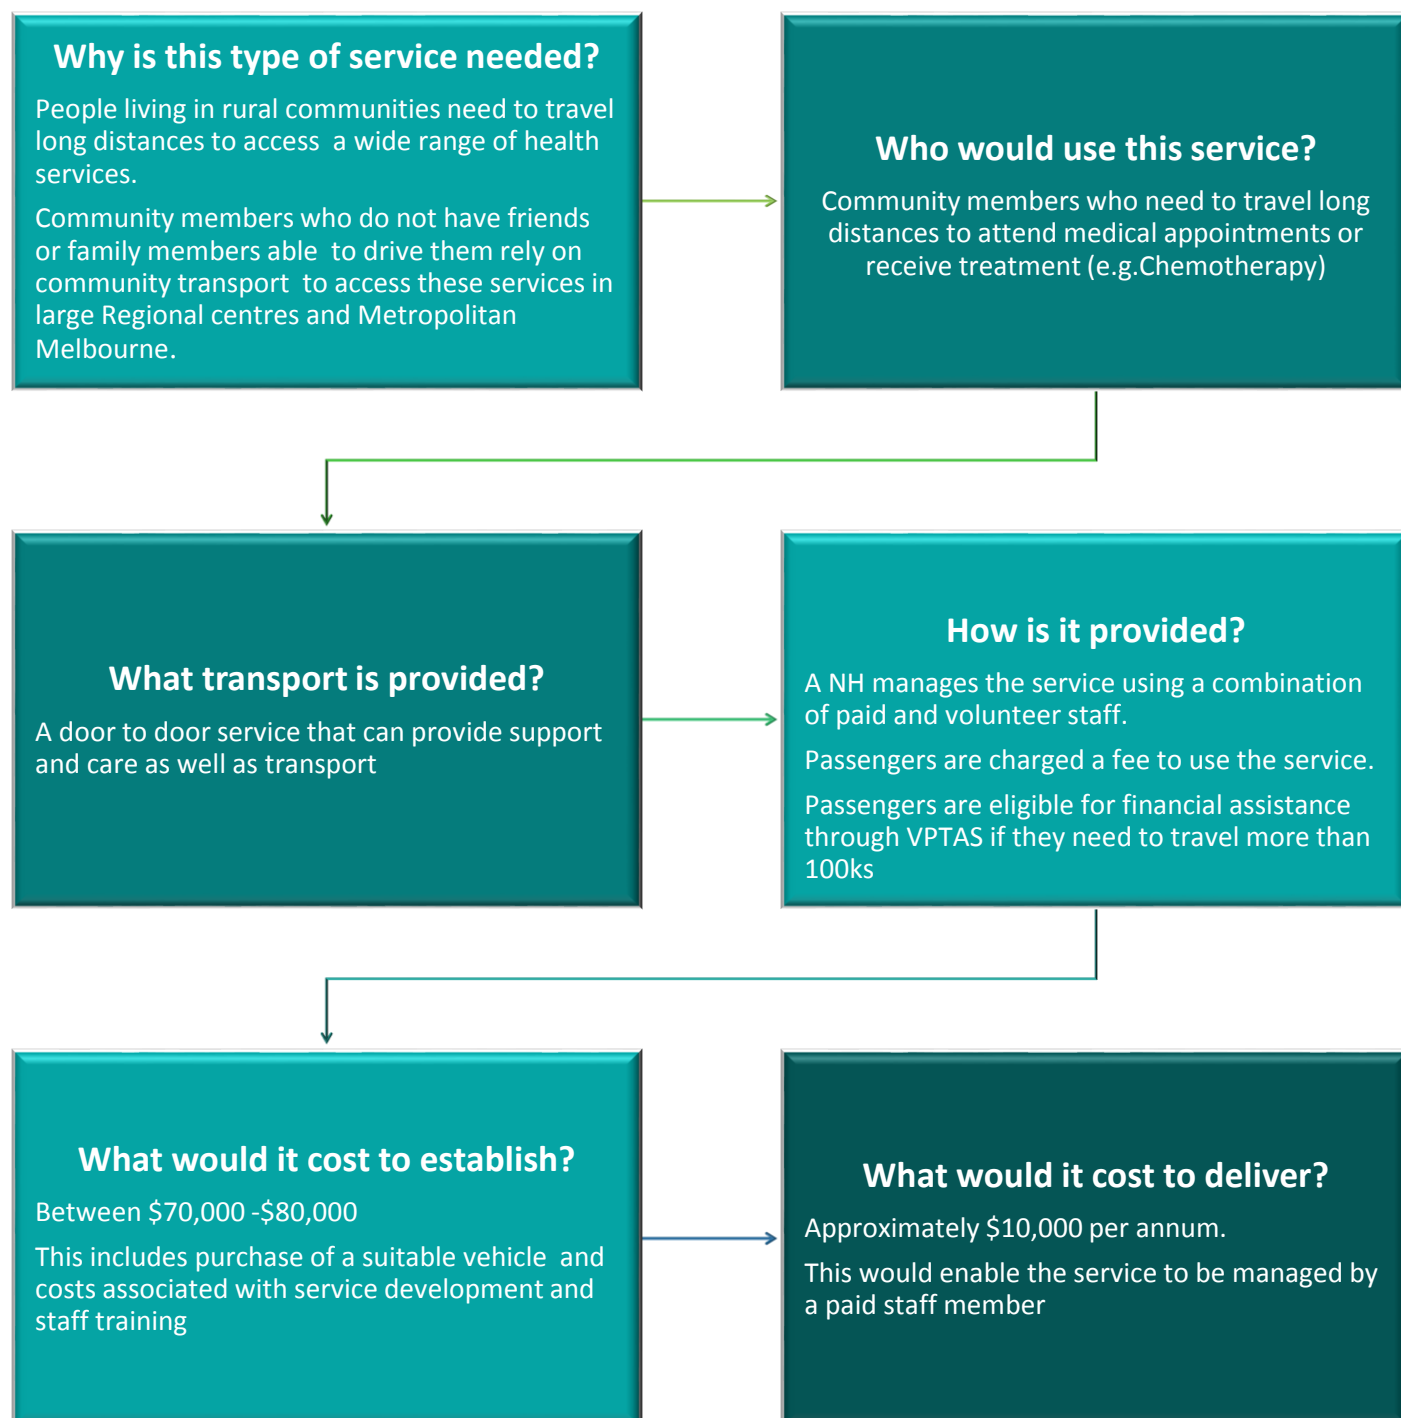 Why is this type of service needed?
People living in rural communities need to travel
long distances to access a wide range of health
services.
Community members who do not have friends
or family members able to drive them rely on
community transport to access these services in
large Regional centres and Metropolitan
Melbourne.
Who would use this service?
Community members who need to travel long
distances to attend medical appointments or
receive treatment (e.g.Chemotherapy)
What transport is provided?
A door to door service that can provide support
and care as well as transport
How is it provided?
A NH manages the service using a combination
of paid and volunteer staff.
Passengers are charged a fee to use the service.
Passengers are eligible for financial assistance
through VPTAS if they need to travel more than
100ks
What would it cost to establish?
Between $70,000 -$80,000
This includes purchase of a suitable vehicle and
costs associated with service development and
staff training
What would it cost to deliver?
Approximately $10,000 per annum.
This would enable the service to be managed by
a paid staff member